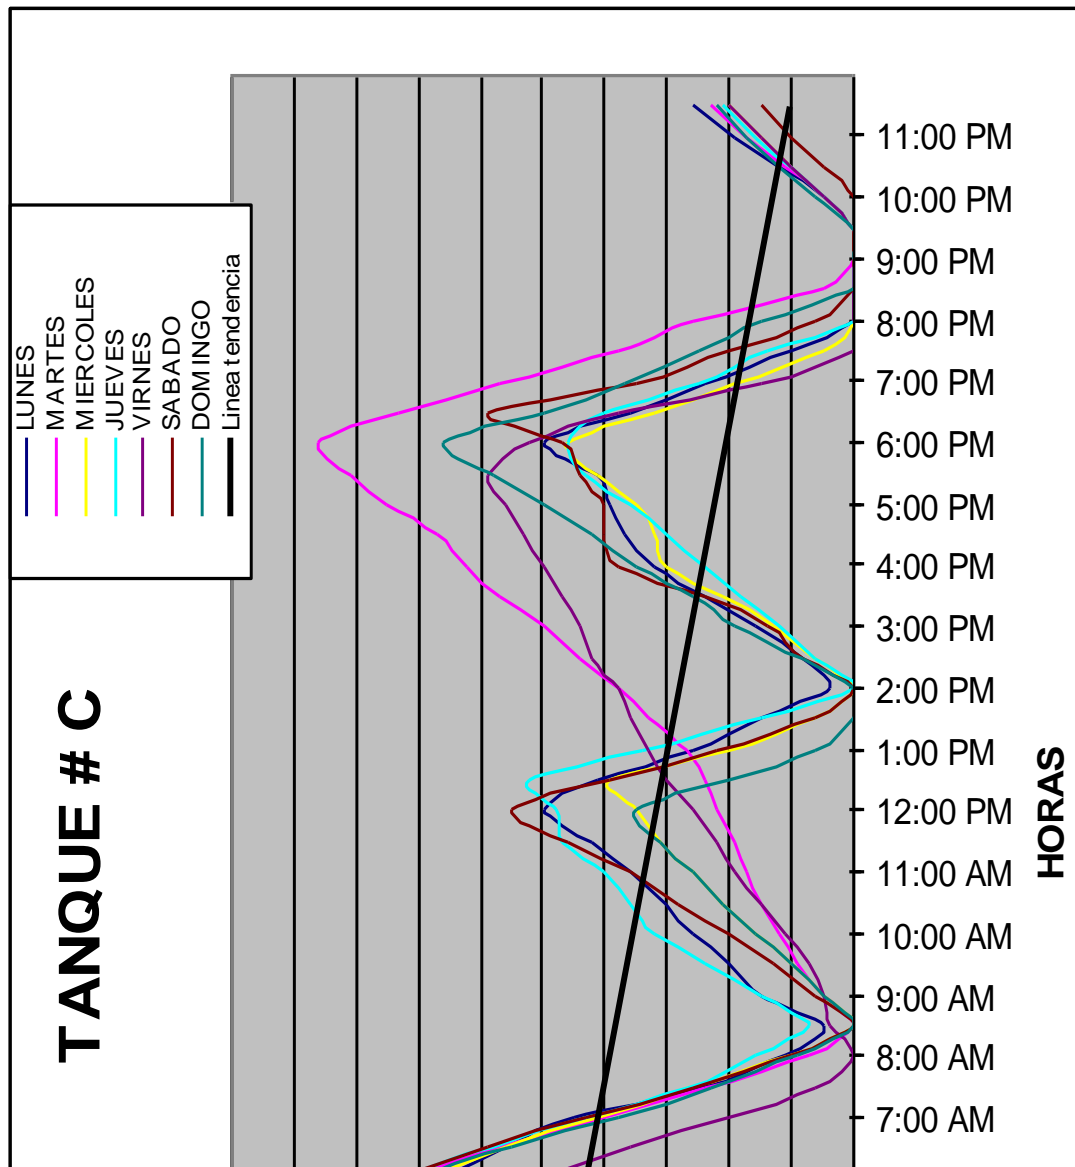 TANQUE # C
LUNES
MARTES
MIERCOLES
JUEVES
VIRNES
SABADO
DOMINGO
Linea tendencia
11:00 PM
10:00 PM
9:00 PM
8:00 PM
7:00 PM
6:00 PM
5:00 PM
4:00 PM
3:00 PM
2:00 PM
1:00 PM
12:00 PM
11:00 AM
10:00 AM
9:00 AM
8:00 AM
7:00 AM
HORAS